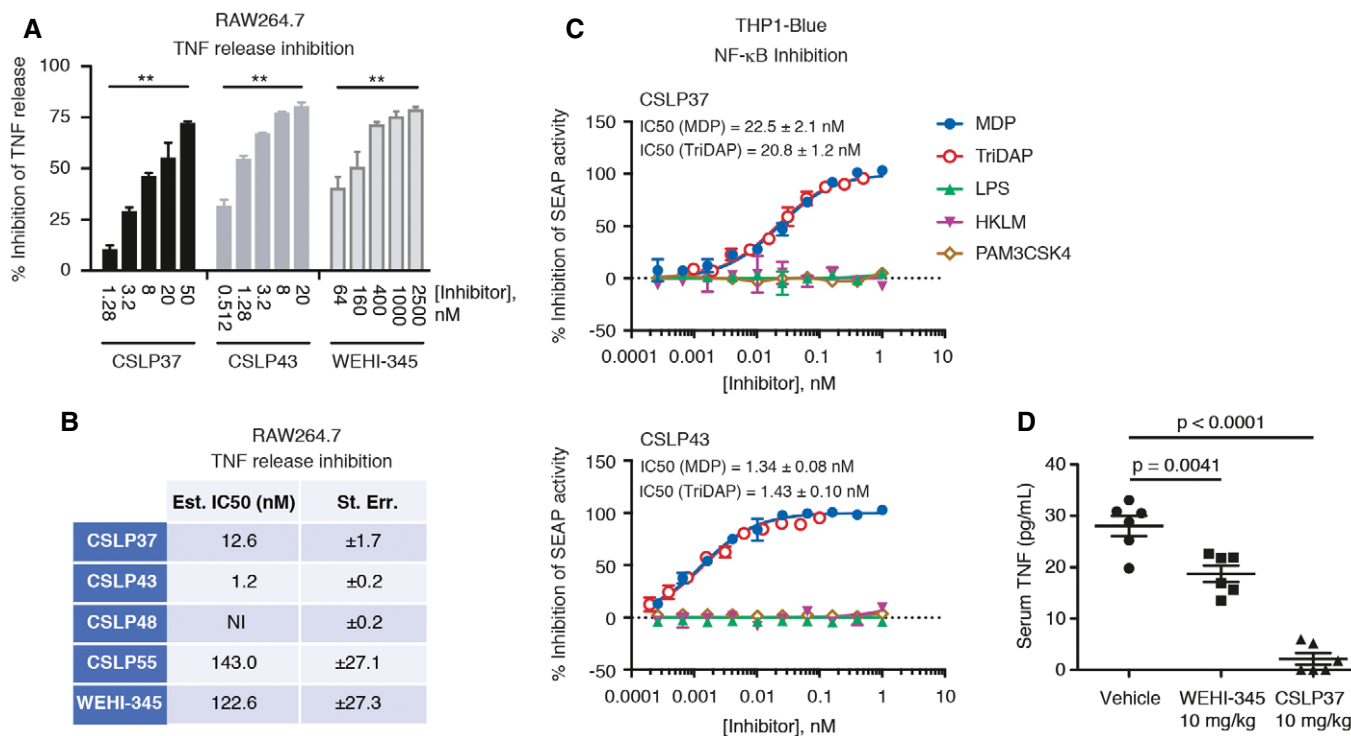 A
RAW264.7
TNF release inhibition
% Inhibition of TNF release
100
75
50
25
0
**
**
**
1.28
3.2
8
20
50
0.512
1.28
3.2
8
20
64
160
400
1000
2500
[Inhibitor],
nM
CSLP37
CSLP43
WEHI-345
B
RAW264.7
TNF release inhibition
Est. IC50 (nM) St. Err.
CSLP37 12.6 ±1.7
CSLP43 1.2 ±0.2
CSLP48 NI ±0.2
CSLP55 143.0 ±27.1
WEHI-345 122.6 ±27.3
C
THP1-Blue
NF-κB Inhibition
CSLP37
IC50 (MDP) = 22.5 ± 2.1 nM
IC50 (TriDAP) = 20.8 ± 1.2 nM
% Inhibition of SEAP activity
150
100
50
0
-50
0.0001 0.001 0.01 0.1 1 10
[Inhibitor], nM
MDP
TriDAP
LPS
HKLM
PAM3CSK4
CSLP43
IC50 (MDP) = 1.34 ± 0.08 nM
IC50 (TriDAP) = 1.43 ± 0.10 nM
% Inhibition of SEAP activity
150
100
50
0
-50
0.0001 0.001 0.01 0.1 1 10
[Inhibitor], nM
D
p < 0.0001
p = 0.0041
Serum TNF (pg/mL)
40
30
20
10
0
Vehicle
WEHI-345
10 mg/kg
CSLP37
10 mg/kg